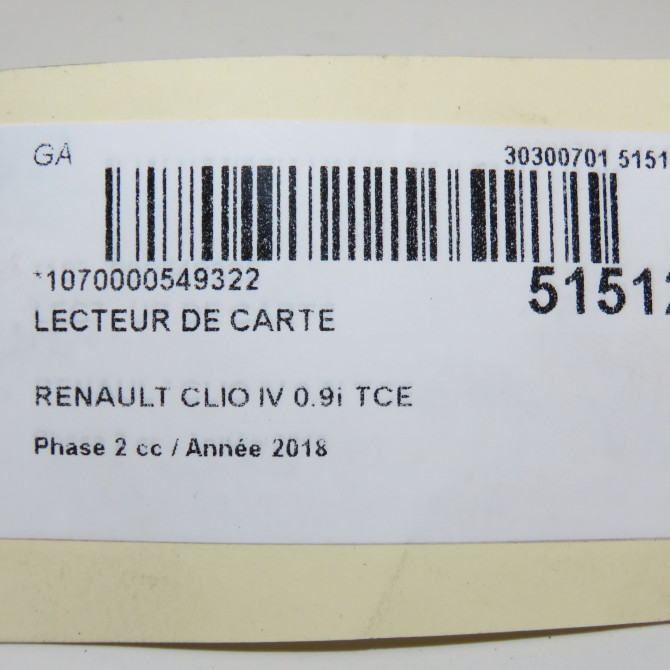 GA
30300701 5151
*1070000549322
5151
LECTEUR DE CARTE
RENAULT CLIO IV 0.9i TCE
Phase 2 cc / Année 2018